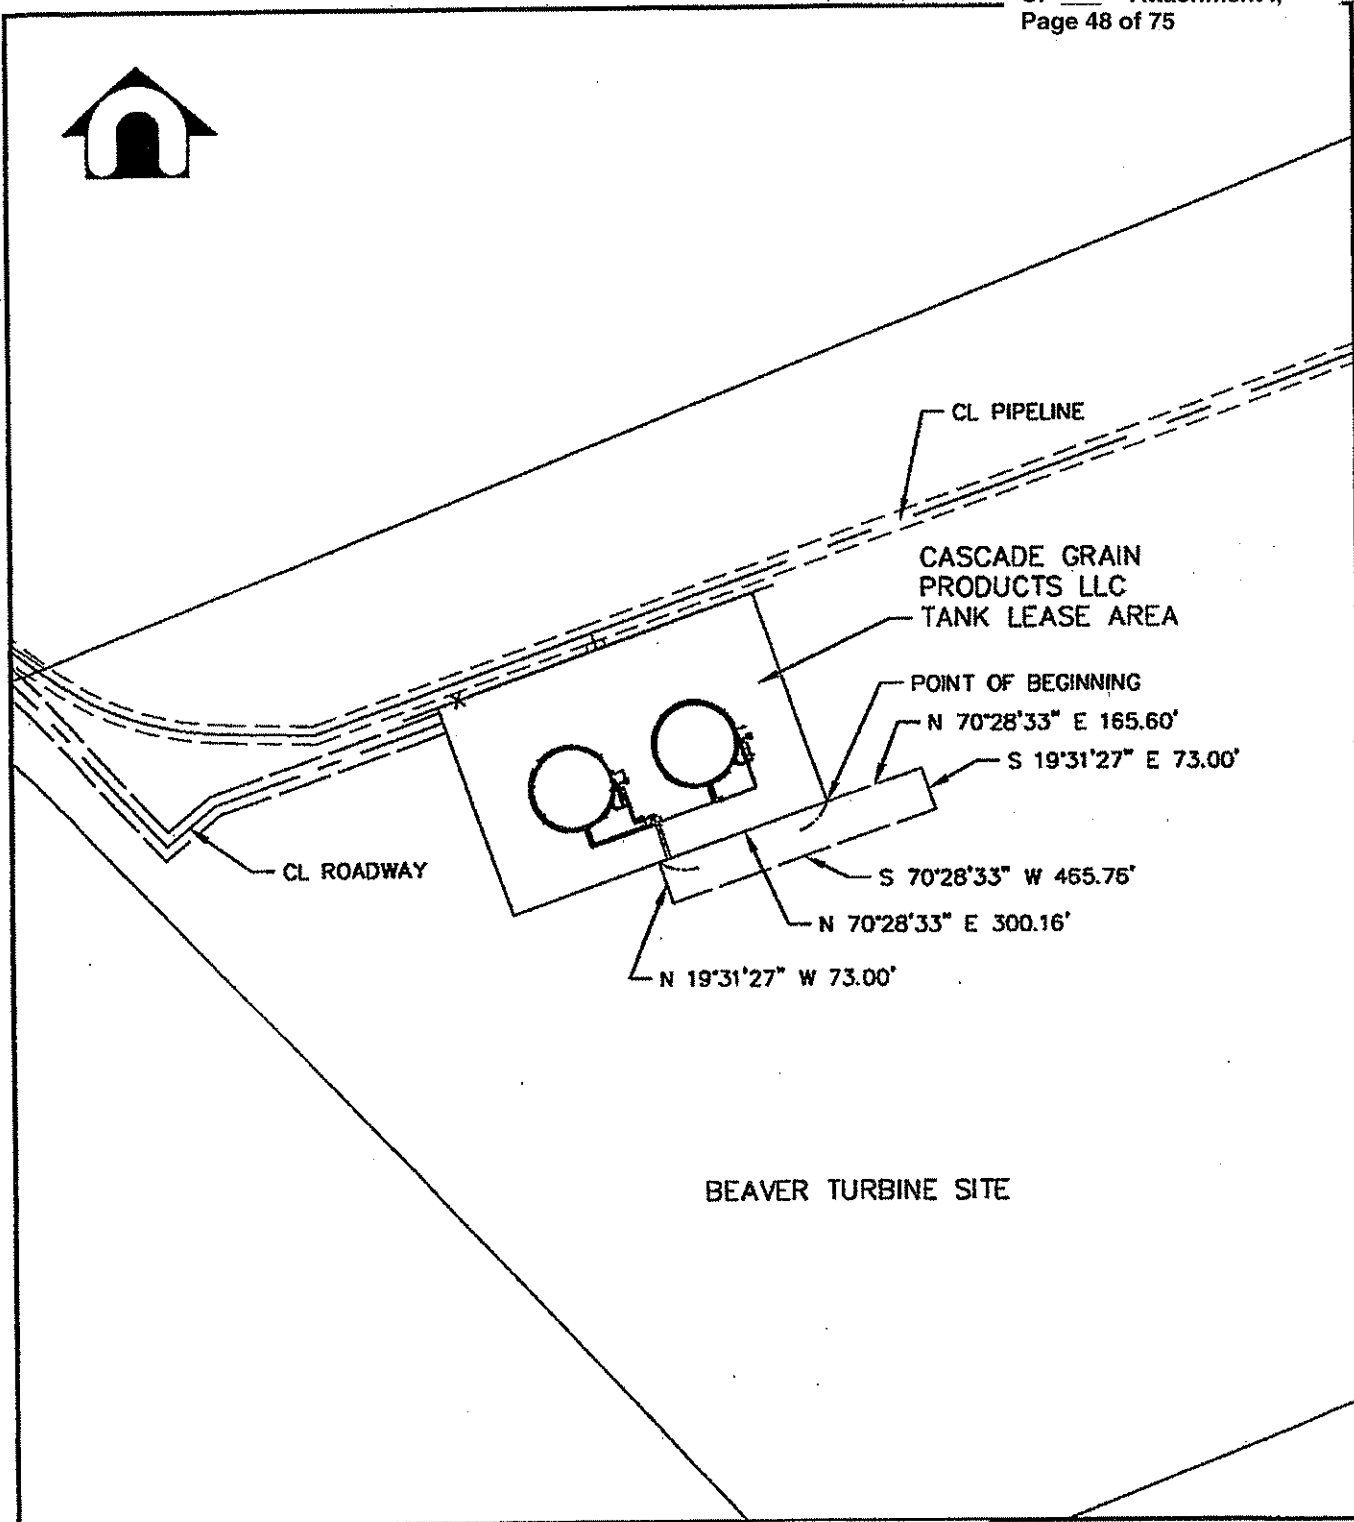 Page 48 of 75
CL PIPELINE
CASCADE GRAIN
PRODUCTS LLC
TANK LEASE AREA
POINT OF BEGINNING
N 70°28'33" E 165.60'
S 19°31'27" E 73.00'
CL ROADWAY
S 70°28'33" W 465.76'
N 70°28'33" E 300.16'
N 19°31'27" W 73.00'
BEAVER TURBINE SITE